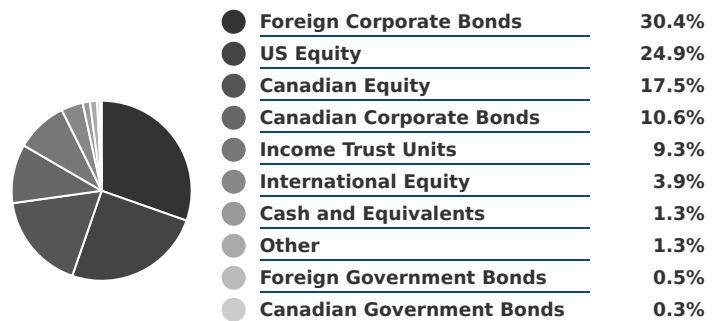 Foreign Corporate Bonds 30.4%
US Equity 24.9%
Canadian Equity 17.5%
Canadian Corporate Bonds 10.6%
Income Trust Units 9.3%
International Equity 3.9%
Cash and Equivalents 1.3%
Other 1.3%
Foreign Government Bonds 0.5%
Canadian Government Bonds 0.3%